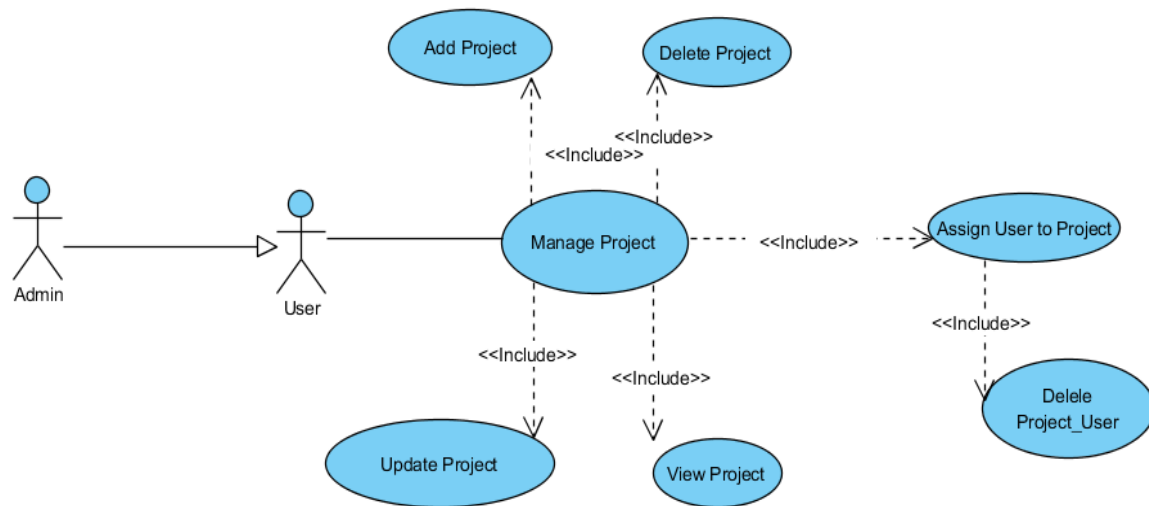 Add Project
Delete Project
<<Include>>
<<Include>>
Admin
User
Manage Project
<<Include>>
Assign User to Project
<<Include>>
<<Include>>
<<Include>>
Delele
Project_User
Update Project
View Project